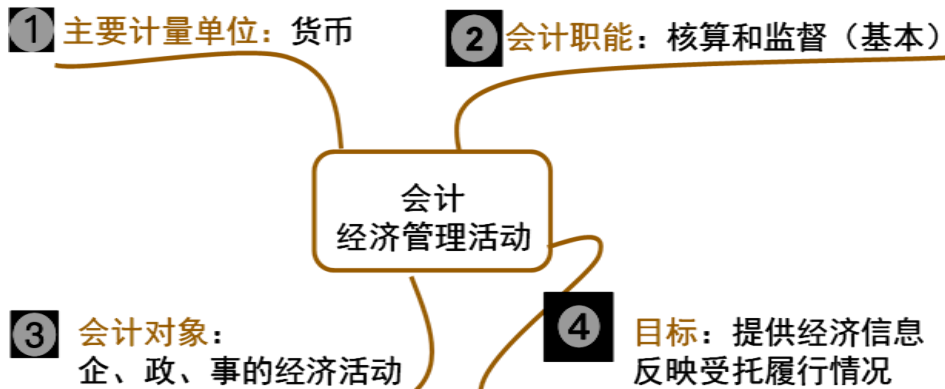 1 主要计量单位：货币
2 会计职能：核算和监督（基本）
会计
经济管理活动
3 会计对象：
企、政、事的经济活动
4 目标：提供经济信息
反映受托履行情况